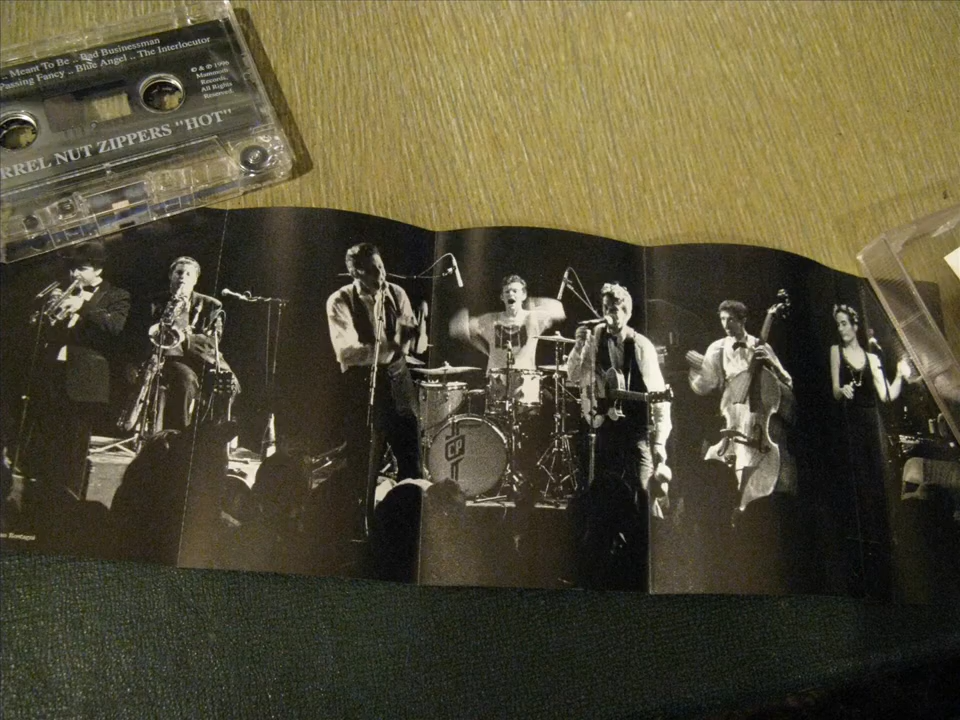 .. Meant To Be .. Bad Businessman
Passing Fancy .. Blue Angel .. The Interlocutor
© & ℗ 1996
Mammoth
Records.
All Rights
Reserved
RREL NUT ZIPPERS "HOT"
CP